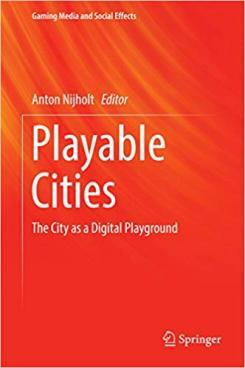 Gaming Media and Social Effects
Anton Nijholt Editor
Playable
Cities
The City as a Digital Playground
Springer